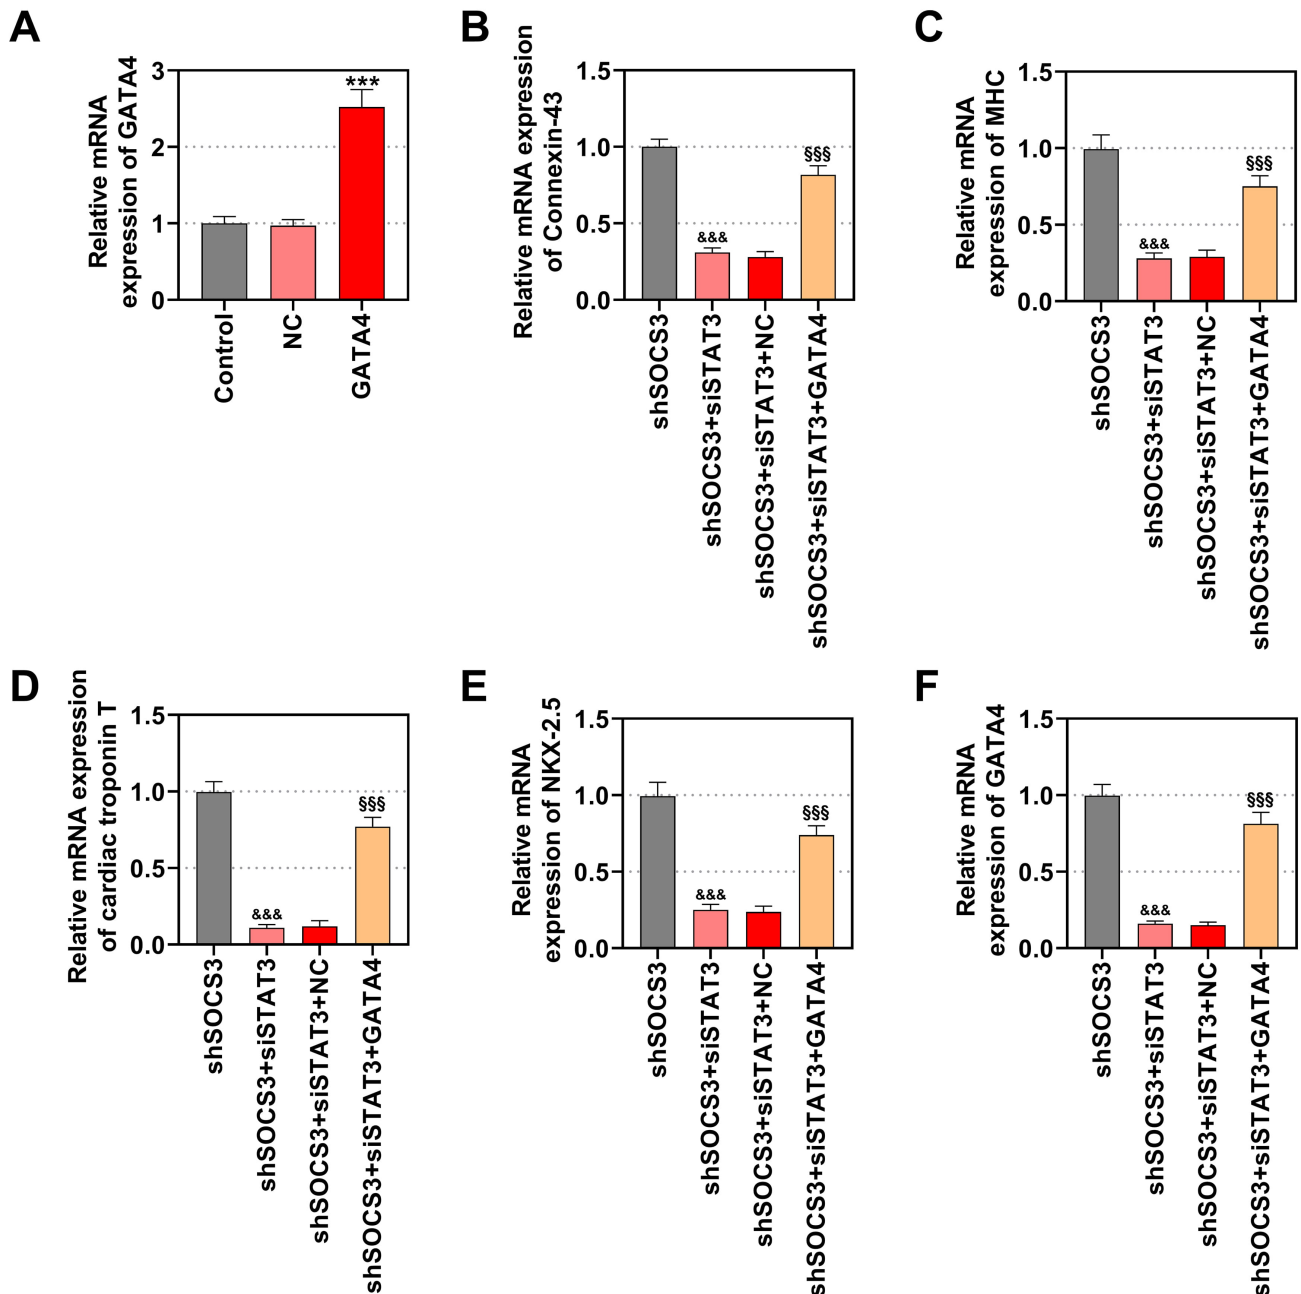 A
Relative mRNA
expression of GATA4
3
2
1
0
***
Control
NC
GATA4
B
Relative mRNA expression
of Connexin-43
1.5
1.0
0.5
0.0
&&&
§§§
shSOCS3
shSOCS3+siSTAT3
shSOCS3+siSTAT3+NC
shSOCS3+siSTAT3+GATA4
C
Relative mRNA
expression of MHC
1.5
1.0
0.5
0.0
&&&
§§§
shSOCS3
shSOCS3+siSTAT3
shSOCS3+siSTAT3+NC
shSOCS3+siSTAT3+GATA4
D
Relative mRNA expression
of cardiac troponin T
1.5
1.0
0.5
0.0
&&&
§§§
shSOCS3
shSOCS3+siSTAT3
shSOCS3+siSTAT3+NC
shSOCS3+siSTAT3+GATA4
E
Relative mRNA
expression of NKX-2.5
1.5
1.0
0.5
0.0
&&&
§§§
shSOCS3
shSOCS3+siSTAT3
shSOCS3+siSTAT3+NC
shSOCS3+siSTAT3+GATA4
F
Relative mRNA
expression of GATA4
1.5
1.0
0.5
0.0
&&&
§§§
shSOCS3
shSOCS3+siSTAT3
shSOCS3+siSTAT3+NC
shSOCS3+siSTAT3+GATA4